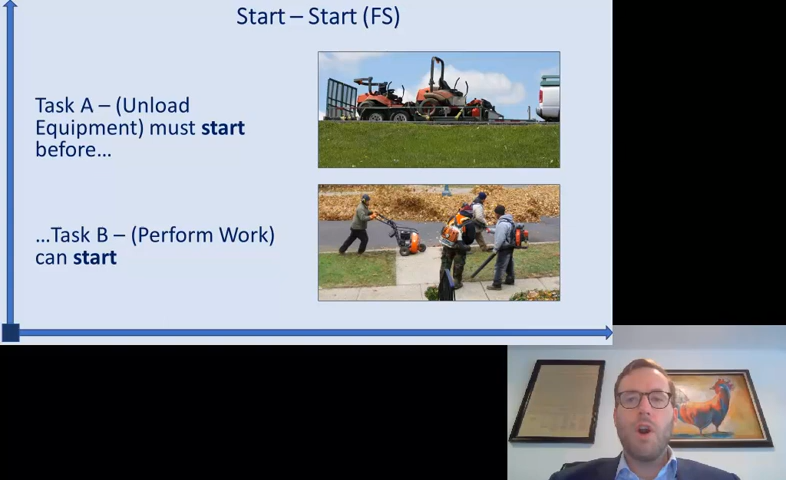 Start – Start (FS)
Task A – (Unload
Equipment) must start
before...
...Task B – (Perform Work)
can start